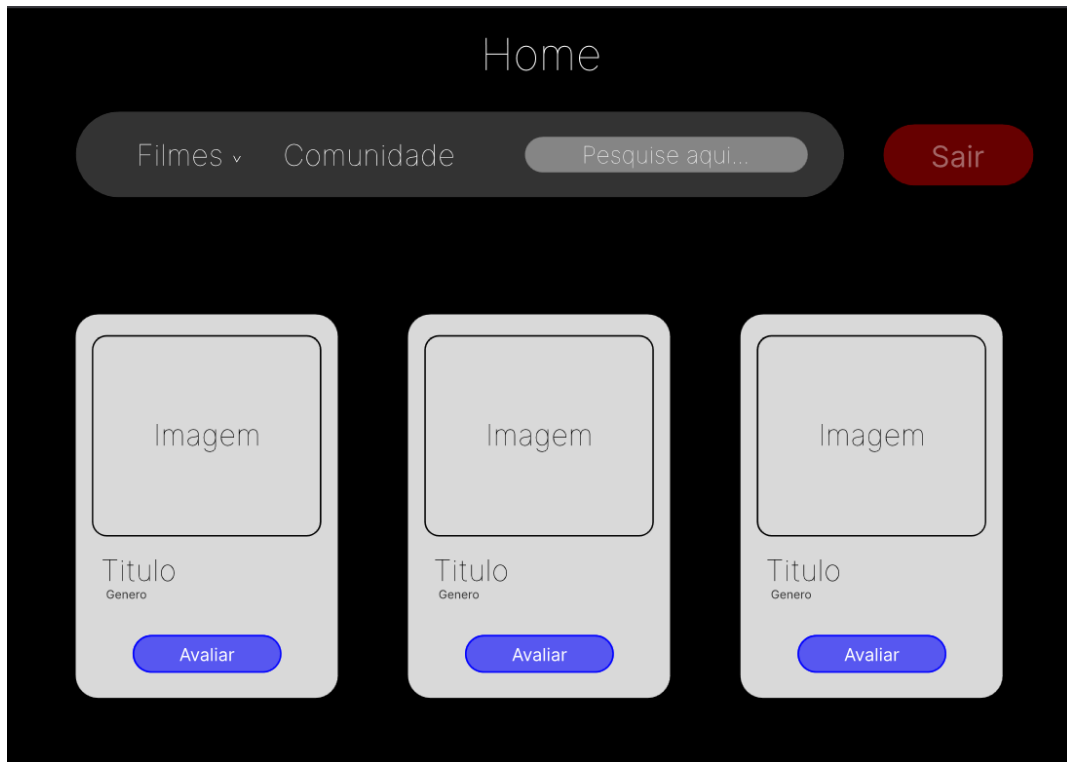 Home
Filmes v Comunidade Pesquise aqui... Sair
Imagem Imagem Imagem
Titulo Titulo Titulo
Genero Genero Genero
Avaliar Avaliar Avaliar